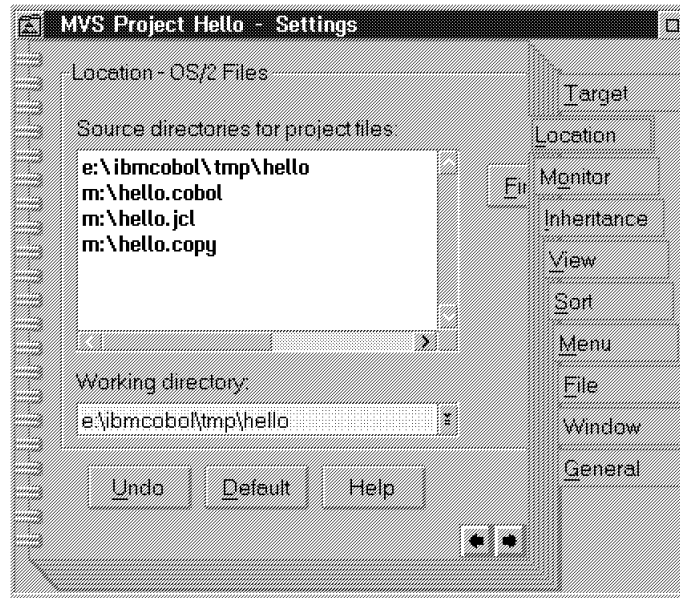 MVS Project Hello - Settings
Location - OS/2 Files
Source directories for project files:
e:\ibmcobol\tmp\hello
m:\hello.cobol
m:\hello.jcl
m:\hello.copy
Working directory:
e:\ibmcobol\tmp\hello
Undo
Default
Help
Target
Location
Monitor
Inheritance
View
Sort
Menu
File
Window
General